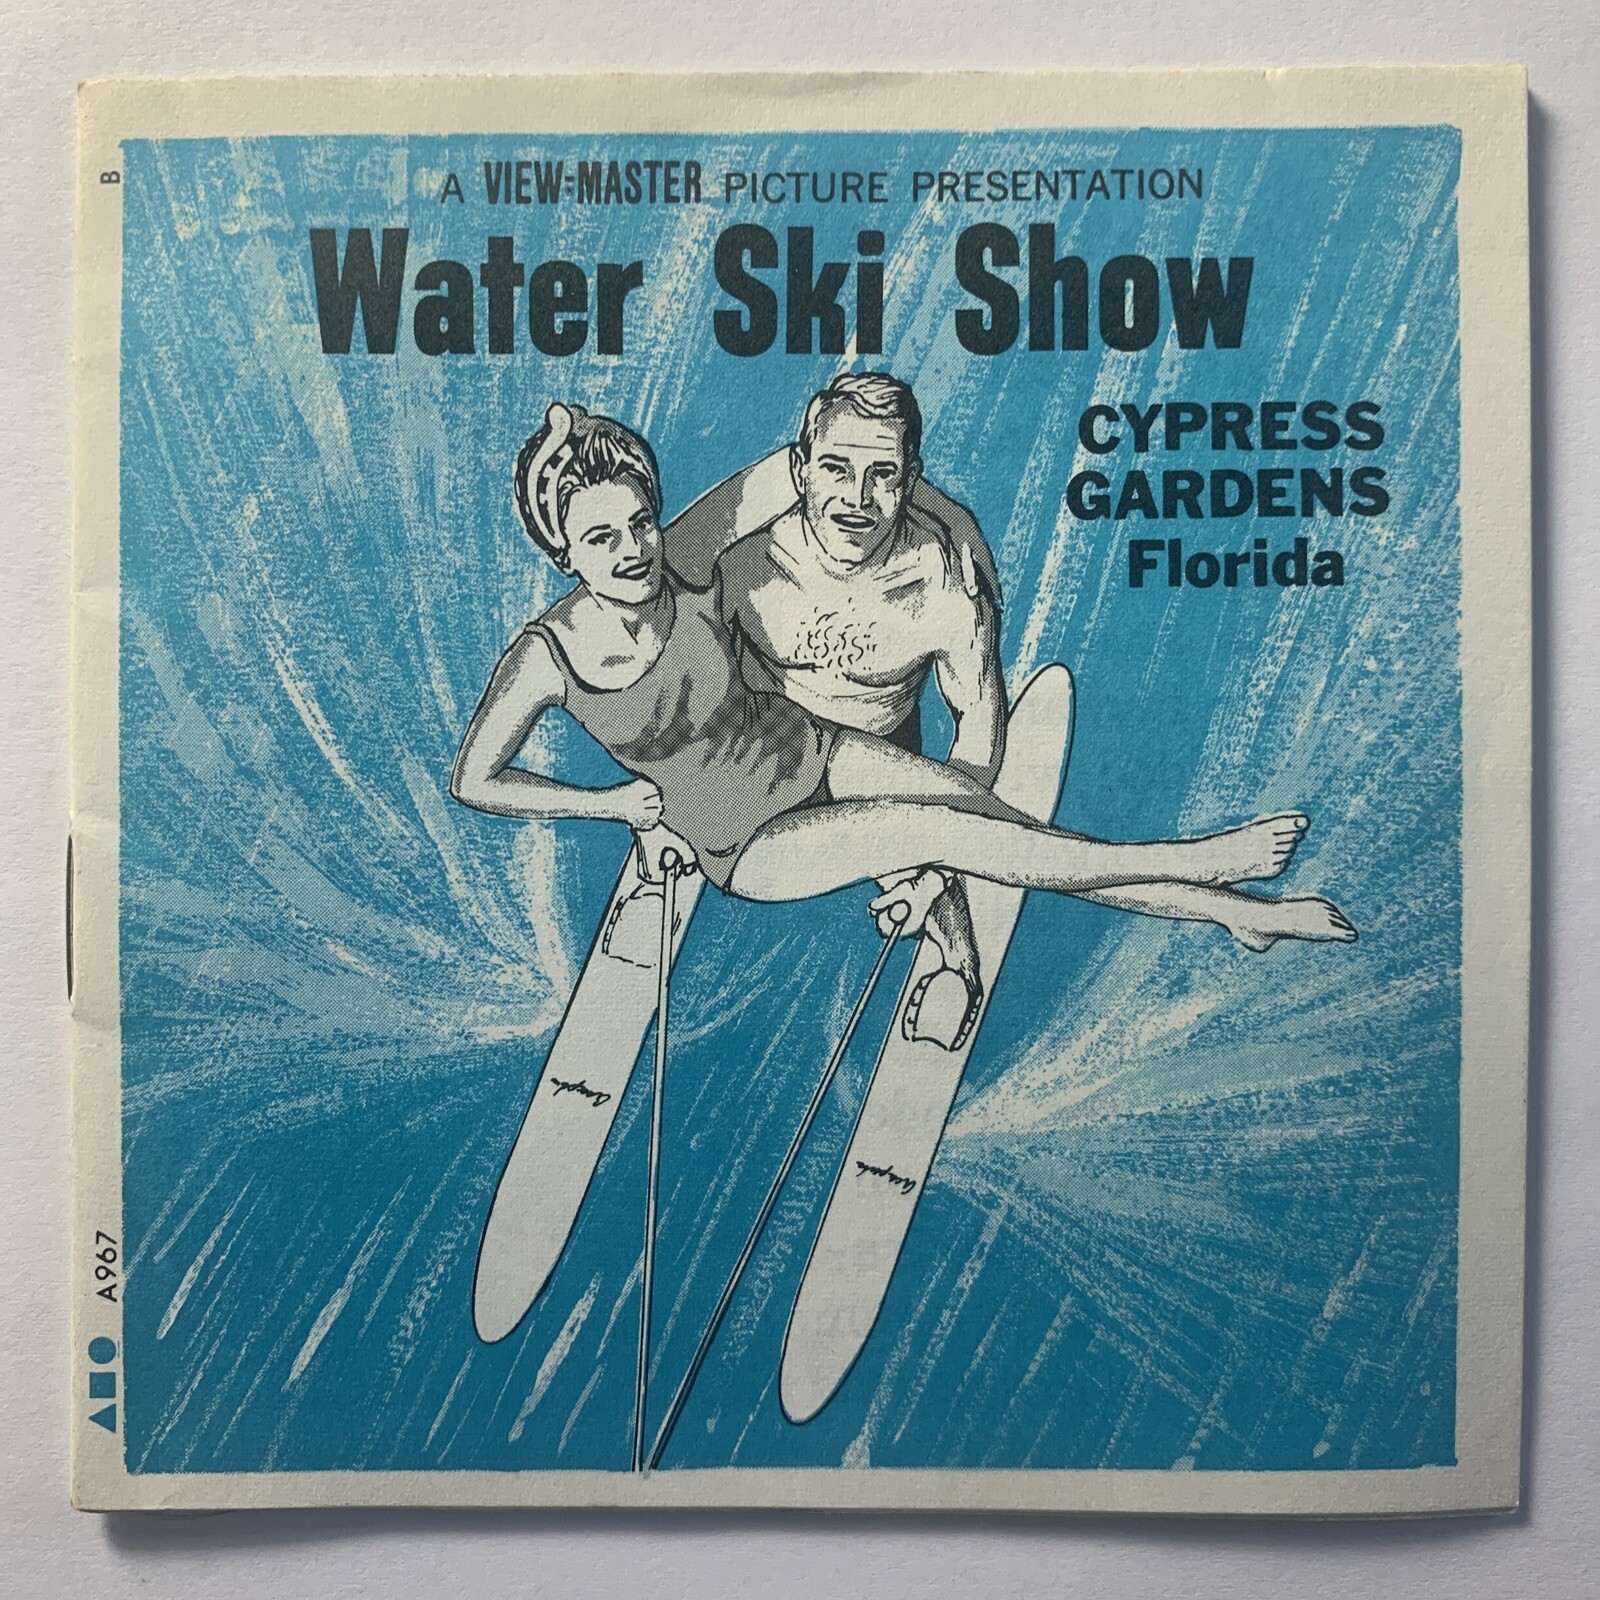 A VIEW-MASTER PICTURE PRESENTATION
Water Ski Show
CYPRESS
GARDENS
Florida
B
A967